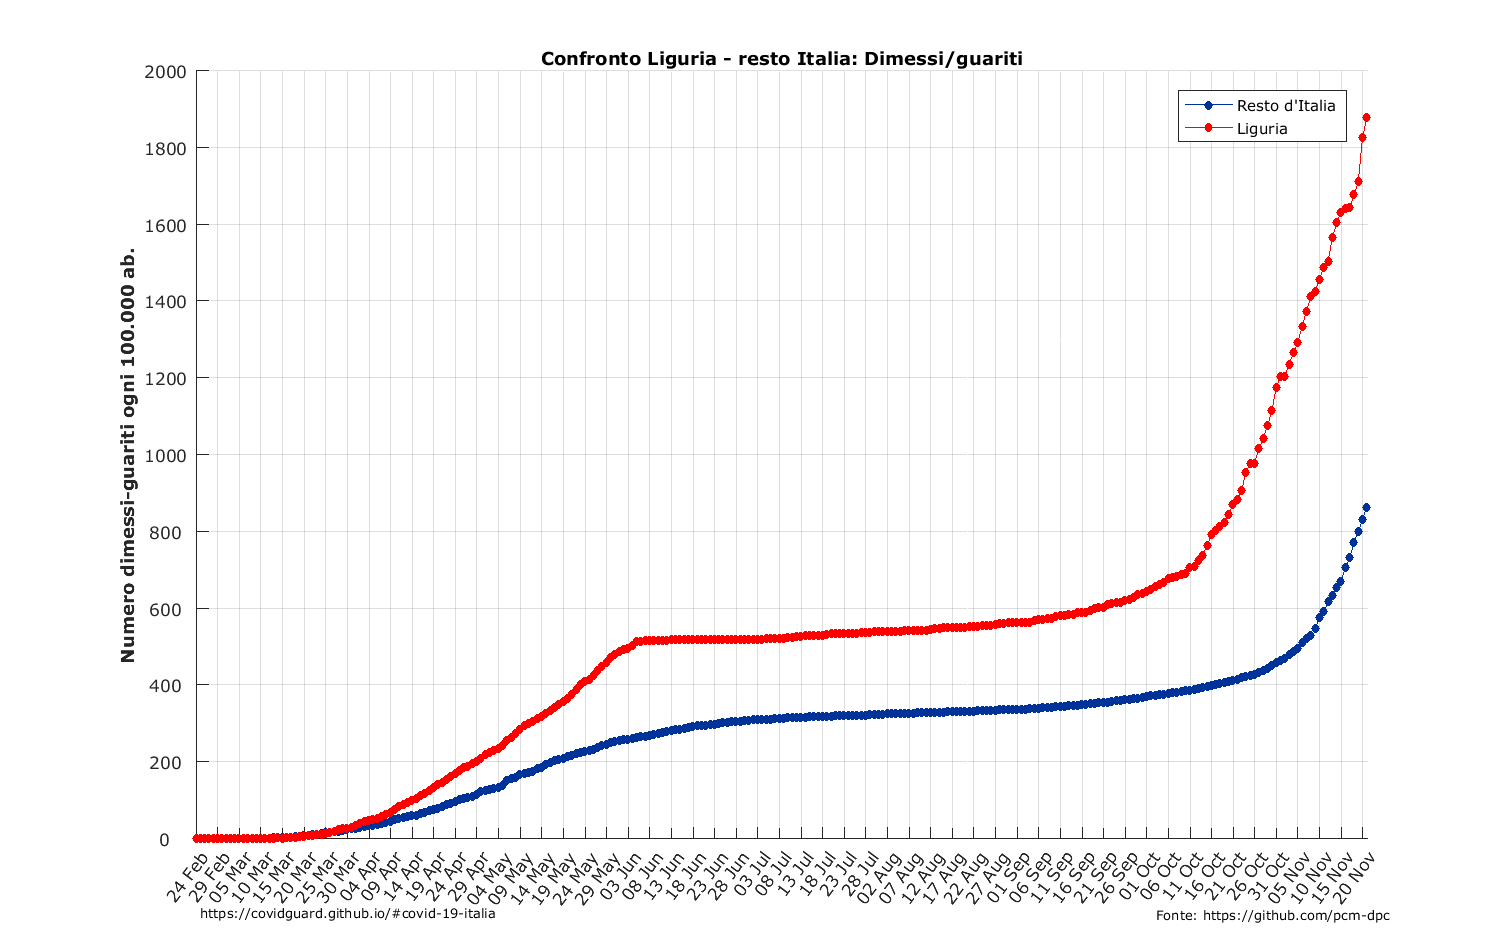 Confronto Liguria - resto Italia: Dimessi/guariti
Resto d'Italia
Liguria
Numero dimessi-guariti ogni 100.000 ab.
2000
1800
1600
1400
1200
1000
800
600
400
200
0
24 Feb
29 Feb
05 Mar
10 Mar
15 Mar
20 Mar
25 Mar
30 Mar
04 Apr
09 Apr
14 Apr
19 Apr
24 Apr
29 Apr
04 May
09 May
14 May
19 May
24 May
29 May
03 Jun
08 Jun
13 Jun
18 Jun
23 Jun
28 Jun
03 Jul
08 Jul
13 Jul
18 Jul
23 Jul
28 Jul
02 Aug
07 Aug
12 Aug
17 Aug
22 Aug
27 Aug
01 Sep
06 Sep
11 Sep
16 Sep
21 Sep
26 Sep
01 Oct
06 Oct
11 Oct
16 Oct
21 Oct
26 Oct
31 Oct
05 Nov
10 Nov
15 Nov
20 Nov
https://covidguard.github.io/#covid-19-italia
Fonte: https://github.com/pcm-dpc